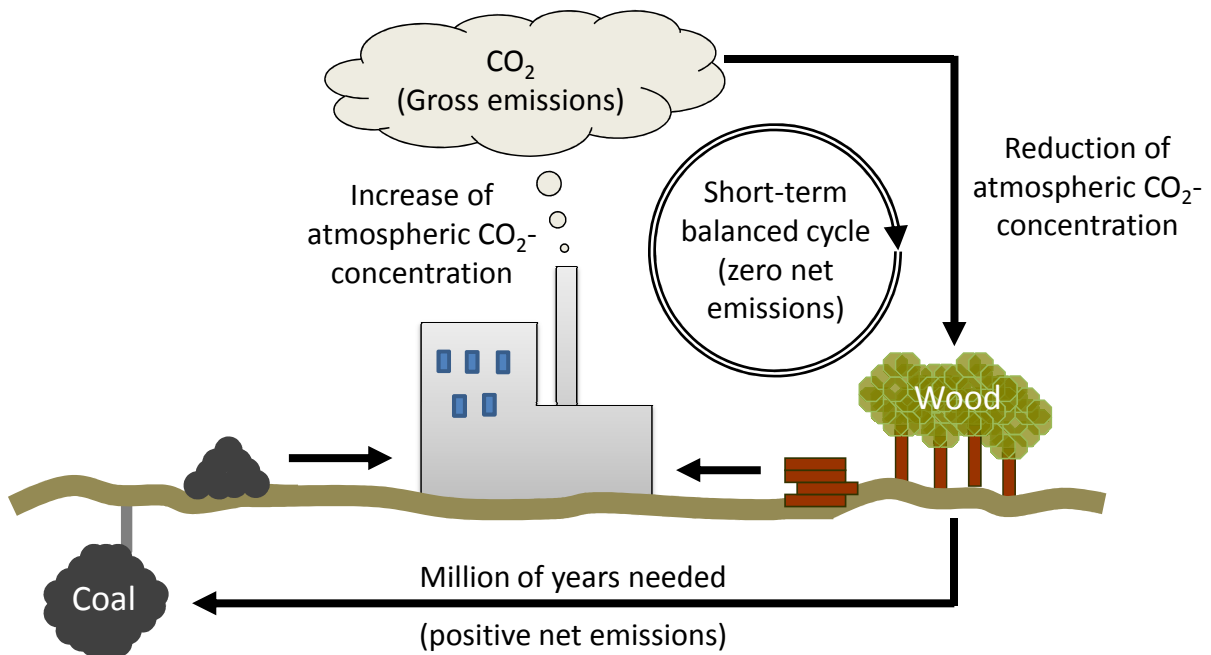 CO₂
(Gross emissions)
Increase of
atmospheric CO₂-
concentration
Short-term
balanced cycle
(zero net
emissions)
Reduction of
atmospheric CO₂-
concentration
Wood
Coal
Million of years needed
(positive net emissions)